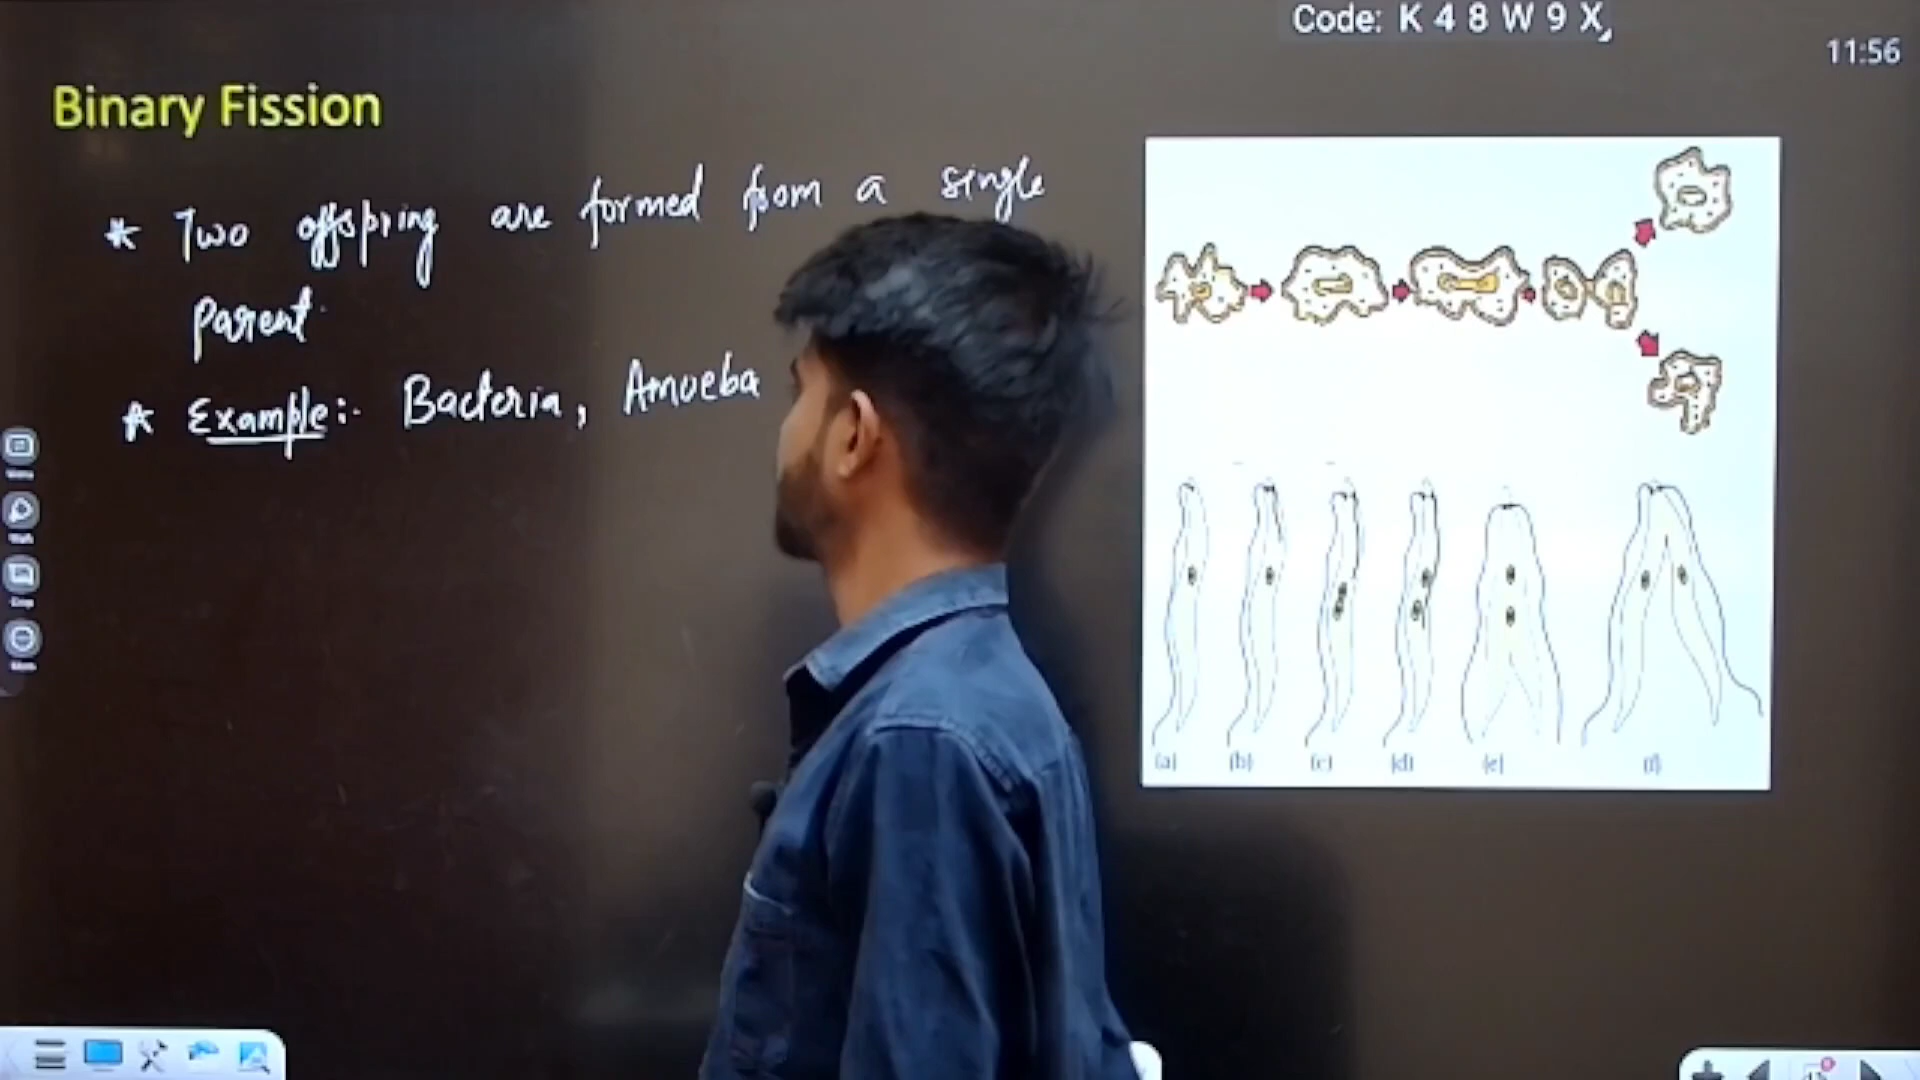 Code: K 4 8 W 9 X
11:56
Binary Fission
* Two offspring are formed from a single
parent.
* Example:- Bacteria, Amoeba
(a) (b) (c) (d) (e) (f)